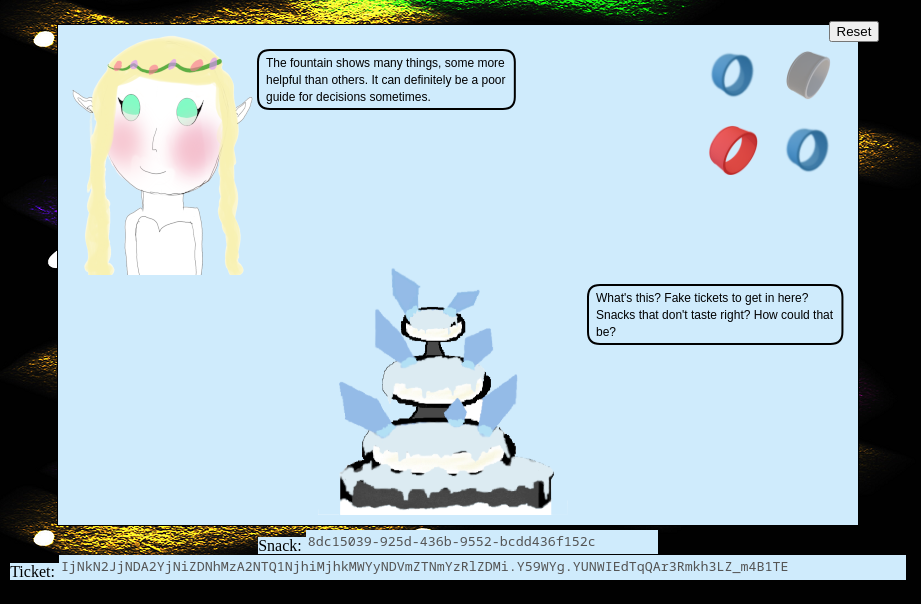 Reset
The fountain shows many things, some more
helpful than others. It can definitely be a poor
guide for decisions sometimes.
What's this? Fake tickets to get in here?
Snacks that don't taste right? How could that
be?
Snack: 8dc15039-925d-436b-9552-bcdd436f152c
Ticket: IjNkN2JjNDA2YjNiZDNhMzA2NTQ1NjhiMjhkMWYyNDVmZTNmYzRlZDMi.Y59WYg.YUNWIEdTqQAr3Rmkh3LZ_m4B1TE